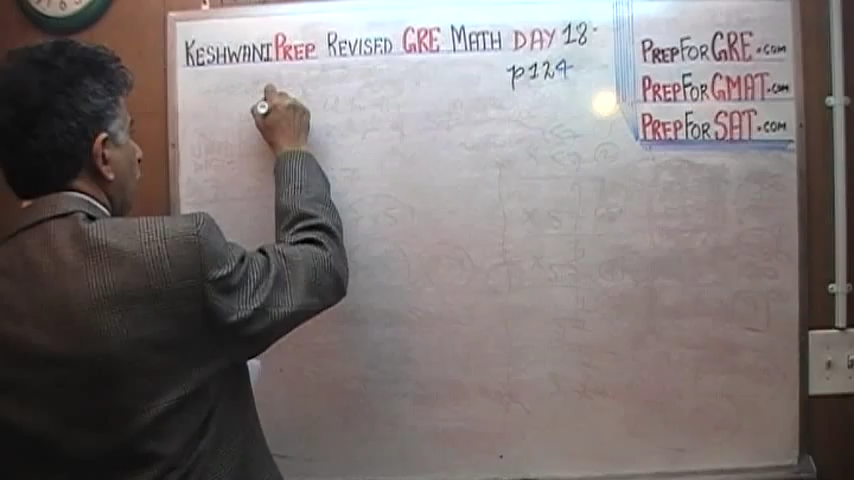 KESHWANIPREP REVISED GRE MATH DAY 18.
p124
PREPFORGRE.COM
PREPFORGMAT.COM
PREPFORSAT.COM